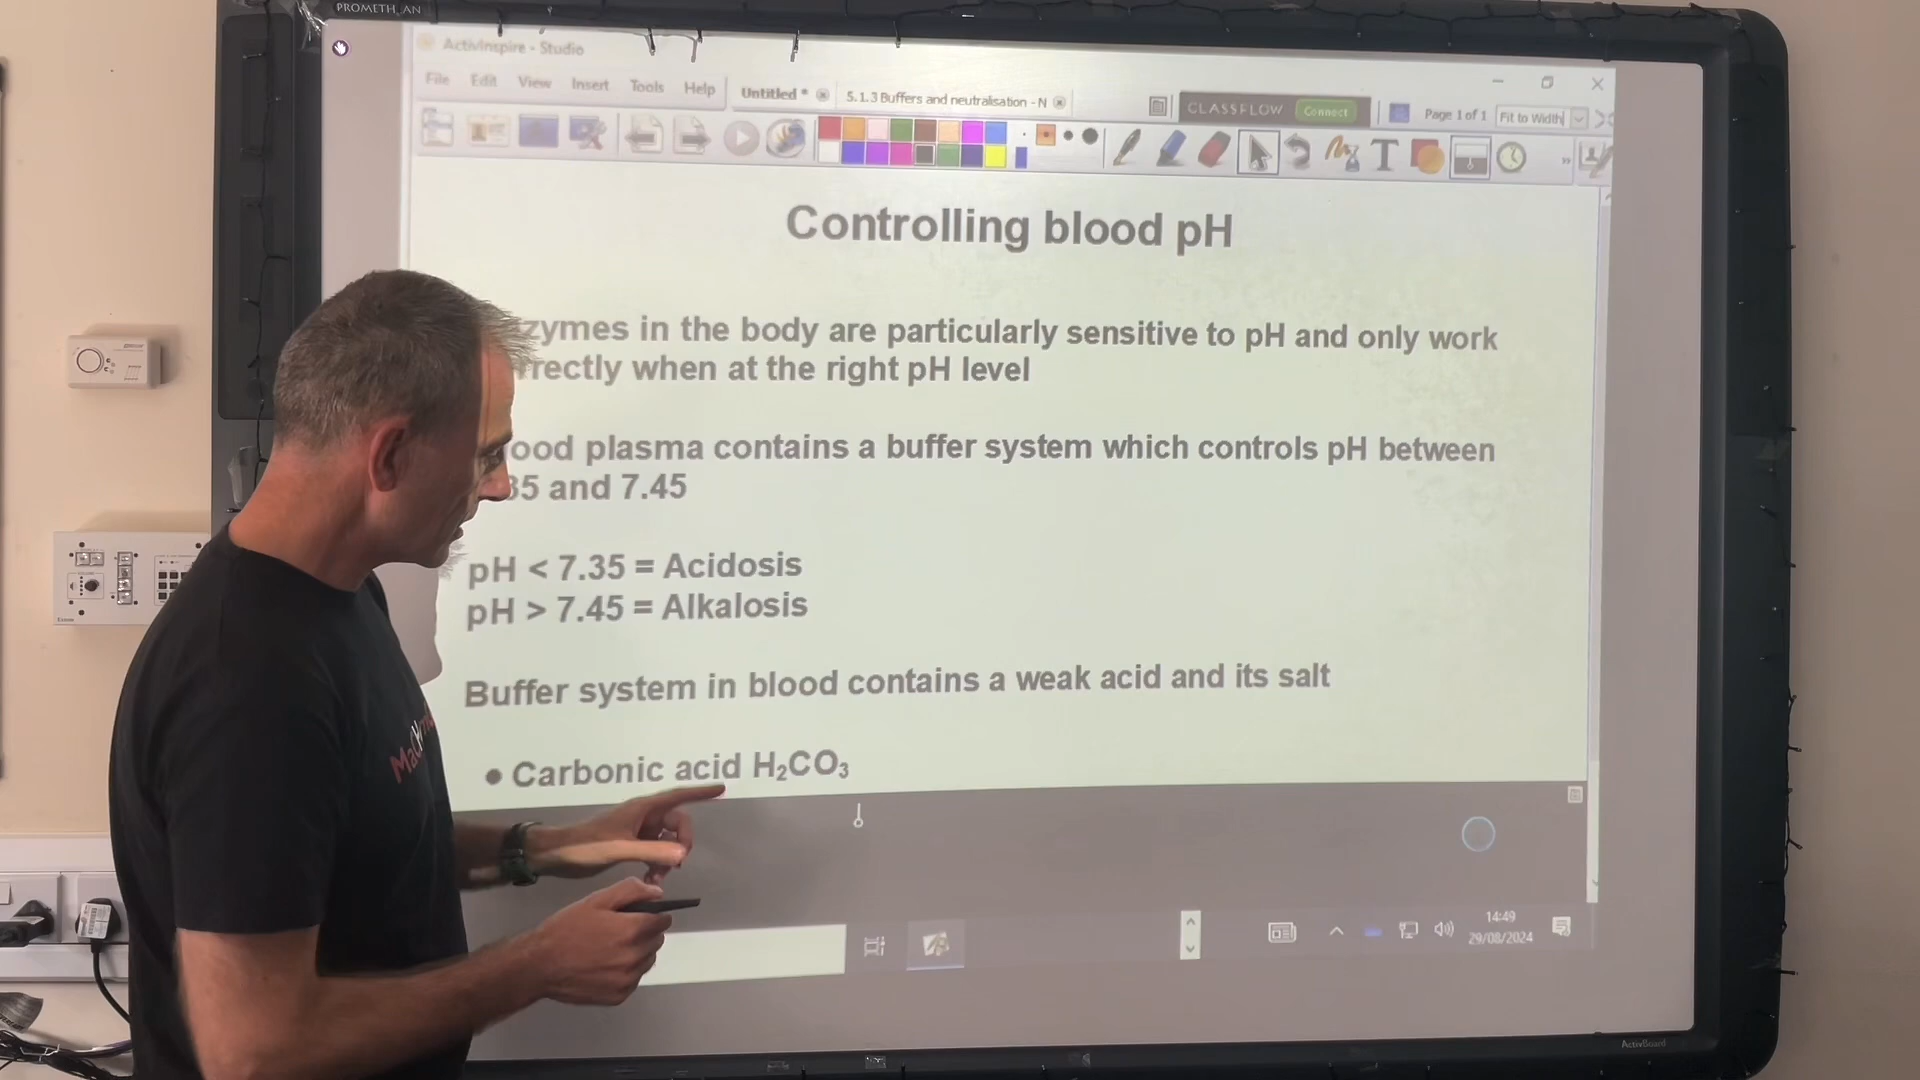 PROMETH AN
ActivInspire - Studio
File Edit View Insert Tools Help
Untitled * 5.1.3 Buffers and neutralisation - N
CLASSFLOW Connect
Page 1 of 1 Fit to Width
Controlling blood pH
zymes in the body are particularly sensitive to pH and only work
rrectly when at the right pH level
ood plasma contains a buffer system which controls pH between
35 and 7.45
pH < 7.35 = Acidosis
pH > 7.45 = Alkalosis
Buffer system in blood contains a weak acid and its salt
• Carbonic acid H₂CO₃
14:49
29/08/2024
ActivBoard